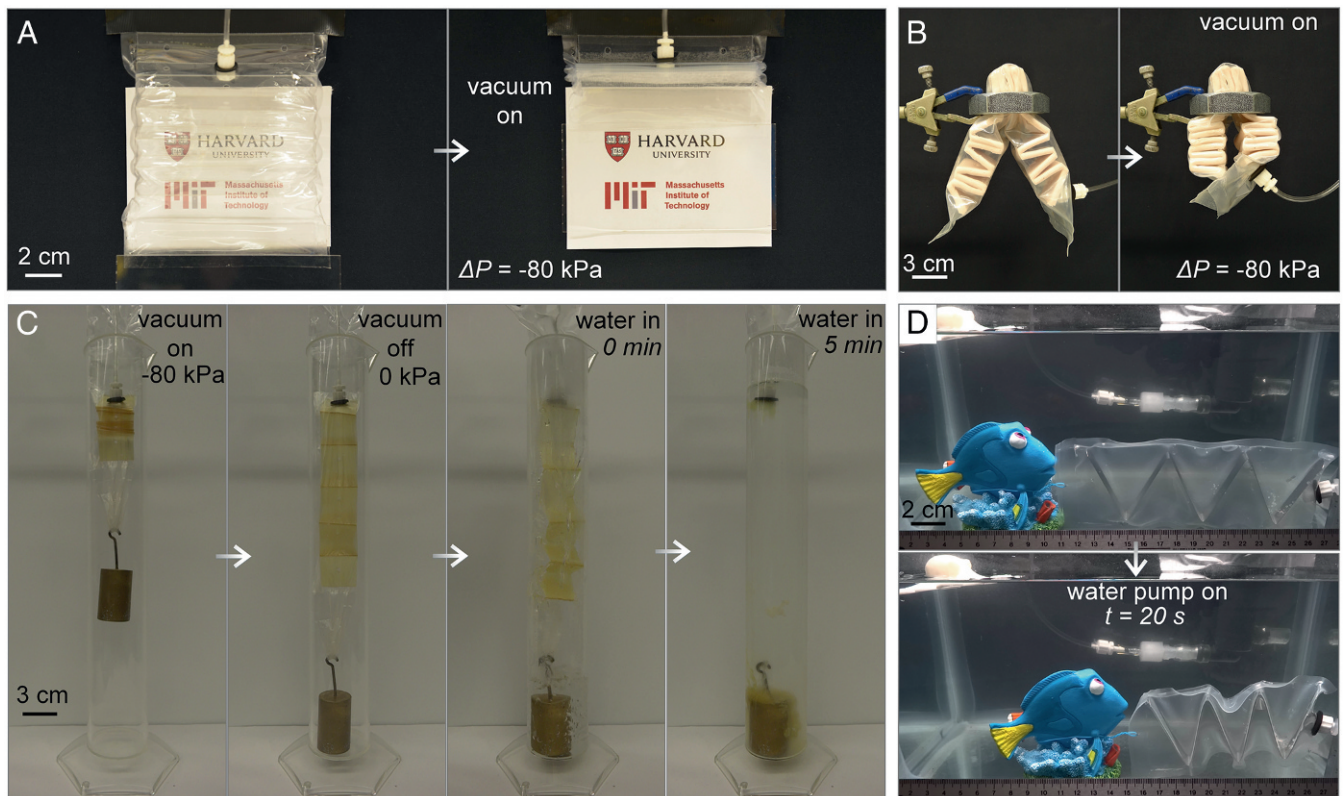 A
HARVARD
UNIVERSITY
MIT Massachusetts
Institute of
Technology
2 cm
vacuum
on
HARVARD
UNIVERSITY
MIT Massachusetts
Institute of
Technology
ΔP = -80 kPa
B
vacuum on
3 cm
ΔP = -80 kPa
C
vacuum
on
-80 kPa
3 cm
vacuum
off
0 kPa
water in
0 min
water in
5 min
D
2 cm
water pump on
t = 20 s